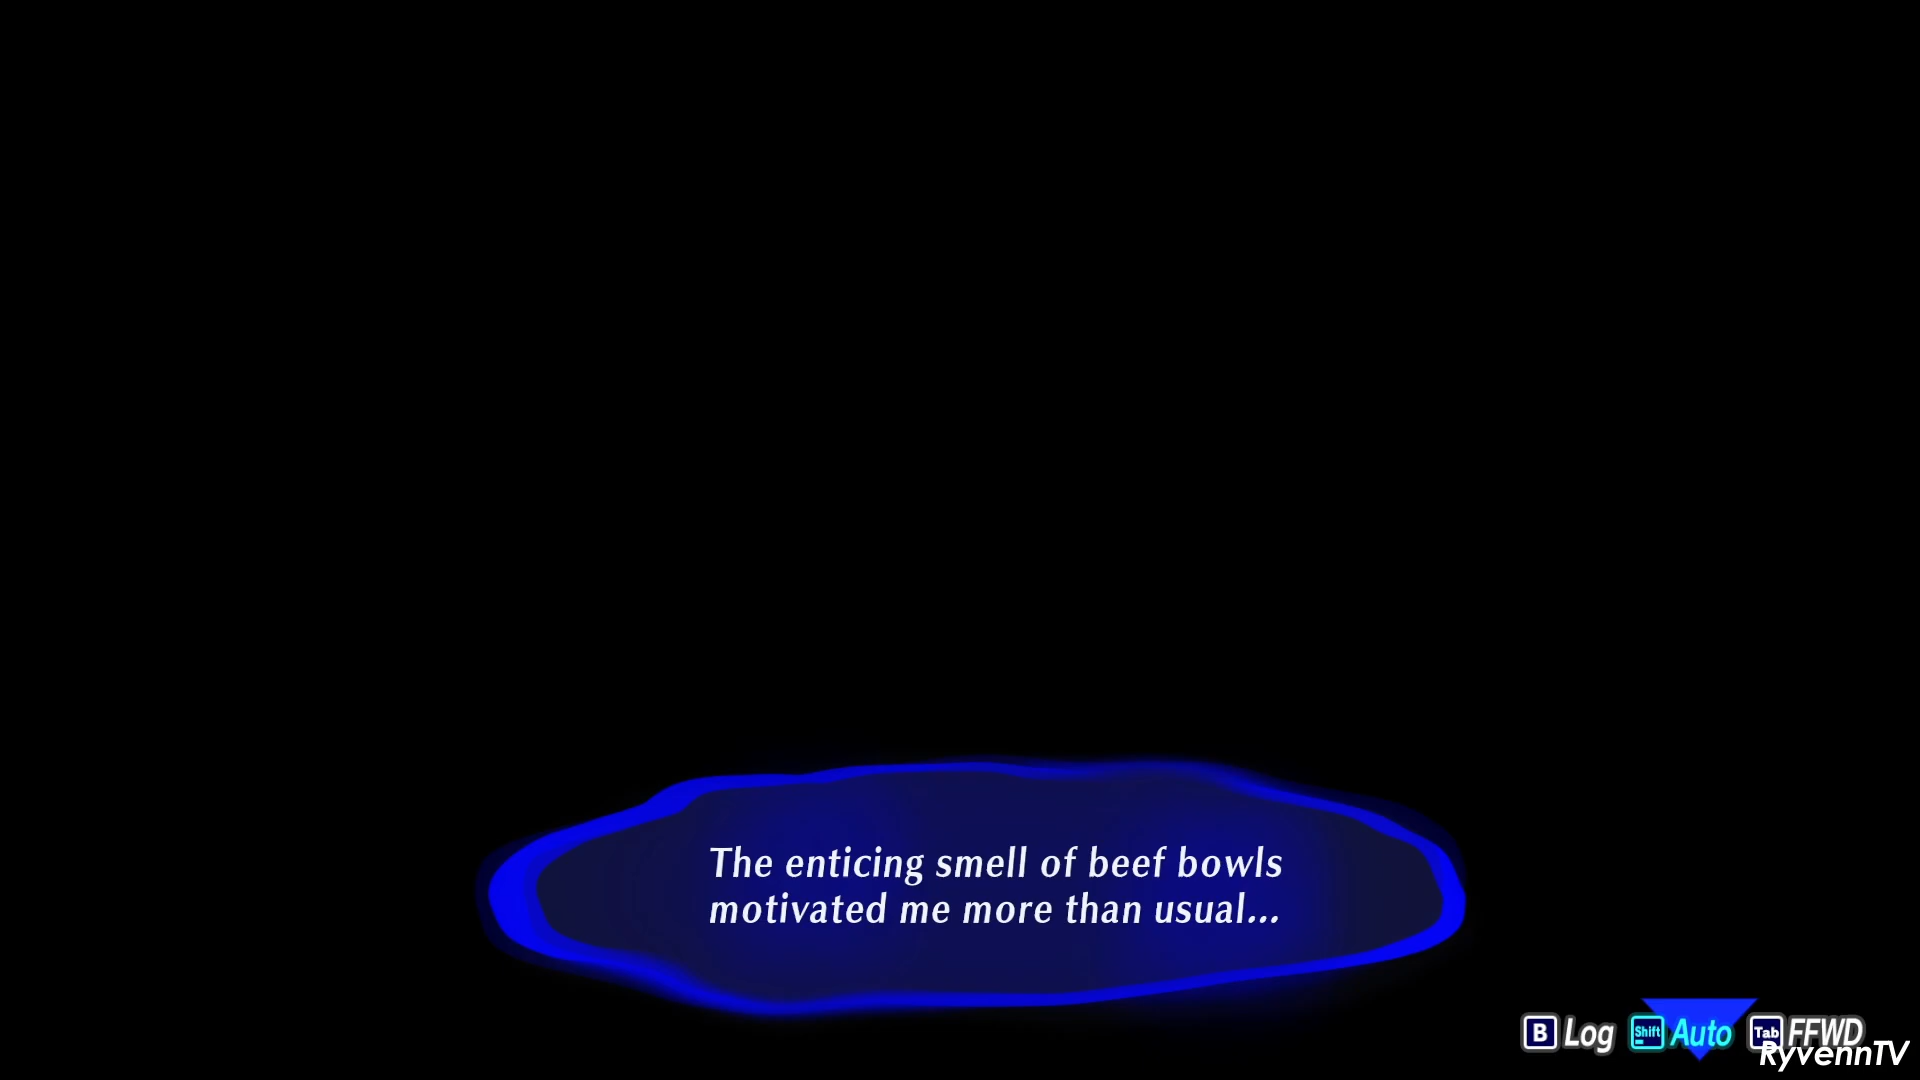 The enticing smell of beef bowls
motivated me more than usual...
B Log Shift Auto Tab FFWD
RyvennTV